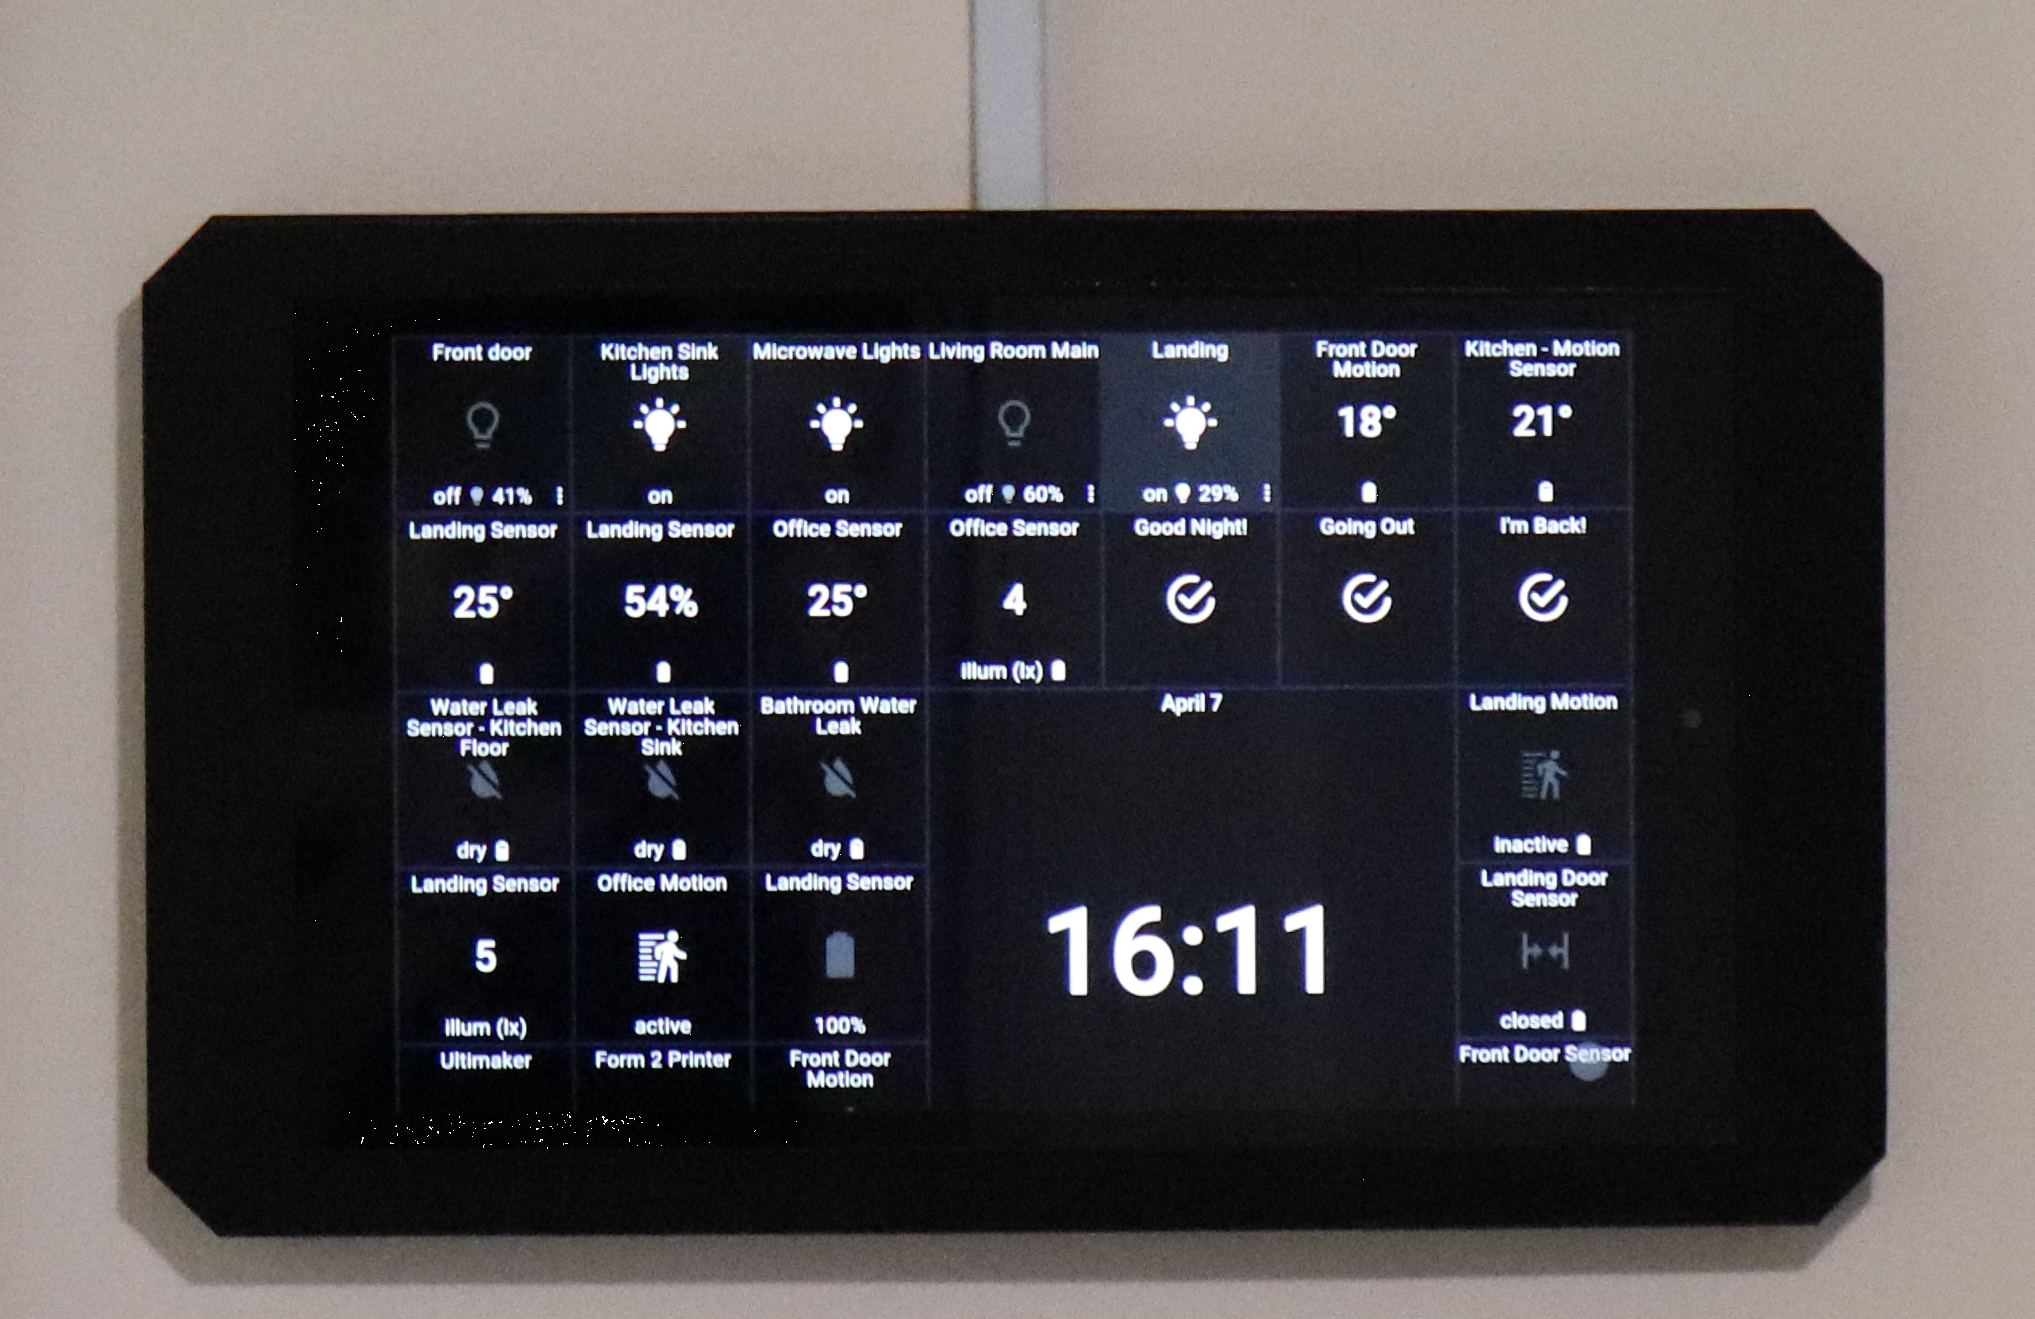 Front door
off 41%
Kitchen Sink
Lights
on
Microwave Lights
on
Living Room Main
off 60%
Landing
on 29%
Front Door
Motion
18°
Kitchen - Motion
Sensor
21°
Landing Sensor
25°
Landing Sensor
54%
Office Sensor
25°
Office Sensor
4
illum (lx)
Good Night!
Going Out
I'm Back!
Water Leak
Sensor - Kitchen
Floor
dry
Water Leak
Sensor - Kitchen
Sink
dry
Bathroom Water
Leak
dry
April 7
16:11
Landing Motion
inactive
Landing Sensor
5
illum (lx)
Office Motion
active
Landing Sensor
100%
Landing Door
Sensor
closed
Ultimaker
Form 2 Printer
Front Door
Motion
Front Door Sensor